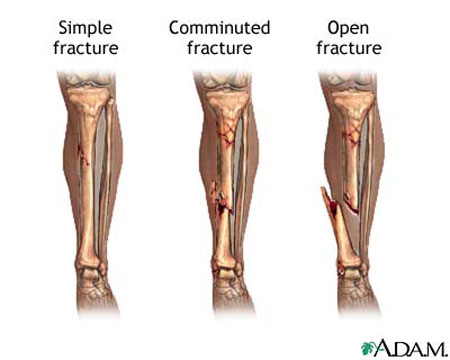 Simple
fracture
Comminuted
fracture
Open
fracture
A.D.A.M.